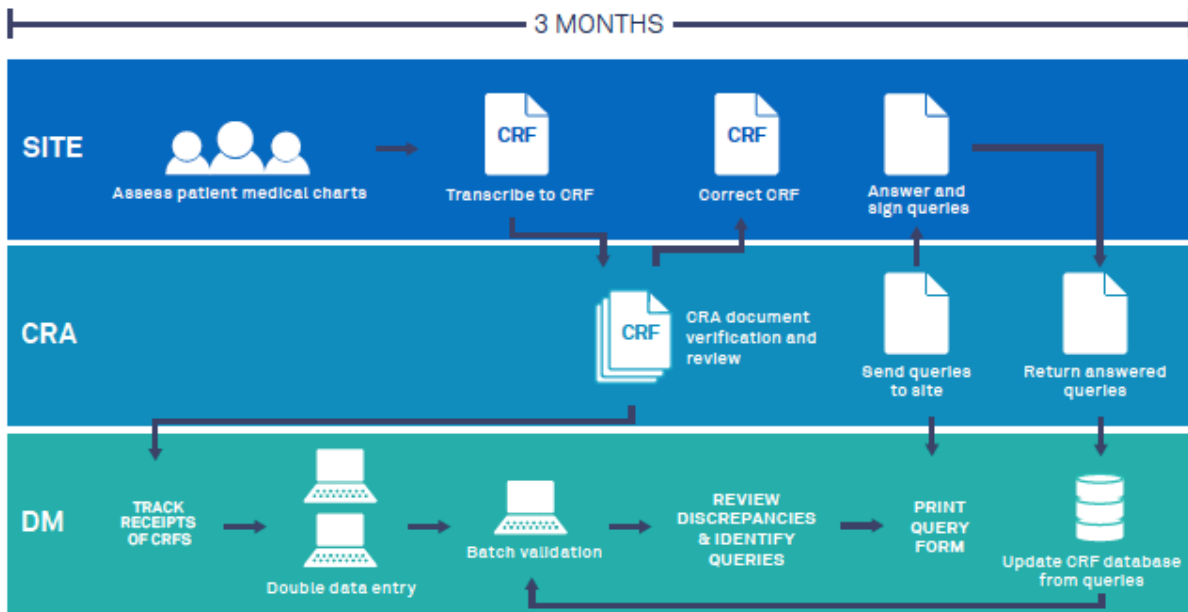 3 MONTHS
SITE
CRF
CRF
Assess patient medical charts
Transcribe to CRF
Correct CRF
Answer and
sign queries
CRA
CRF
CRA document
verification and
review
Send queries
to site
Return answered
queries
DM
TRACK
RECEIPTS
OF CRFS
Double data entry
Batch validation
REVIEW
DISCREPANCIES
& IDENTIFY
QUERIES
PRINT
QUERY
FORM
Update CRF database
from queries